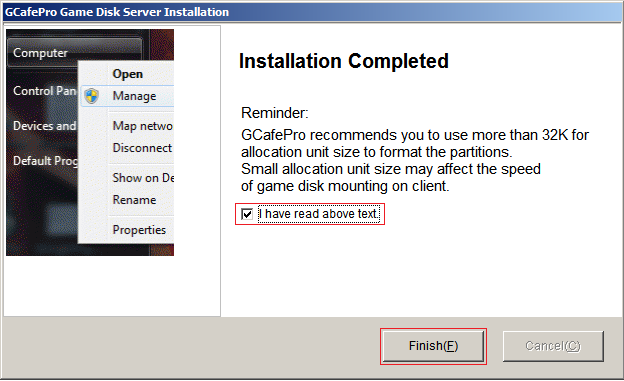 GCafePro Game Disk Server Installation
Computer
Control Pan
Devices and
Default Prog
Open
Manage
Map netwo
Disconnect
Show on De
Rename
Properties
Installation Completed
Reminder:
GCafePro recommends you to use more than 32K for
allocation unit size to format the partitions.
Small allocation unit size may affect the speed
of game disk mounting on client.
I have read above text.
Finish(F)
Cancel(C)